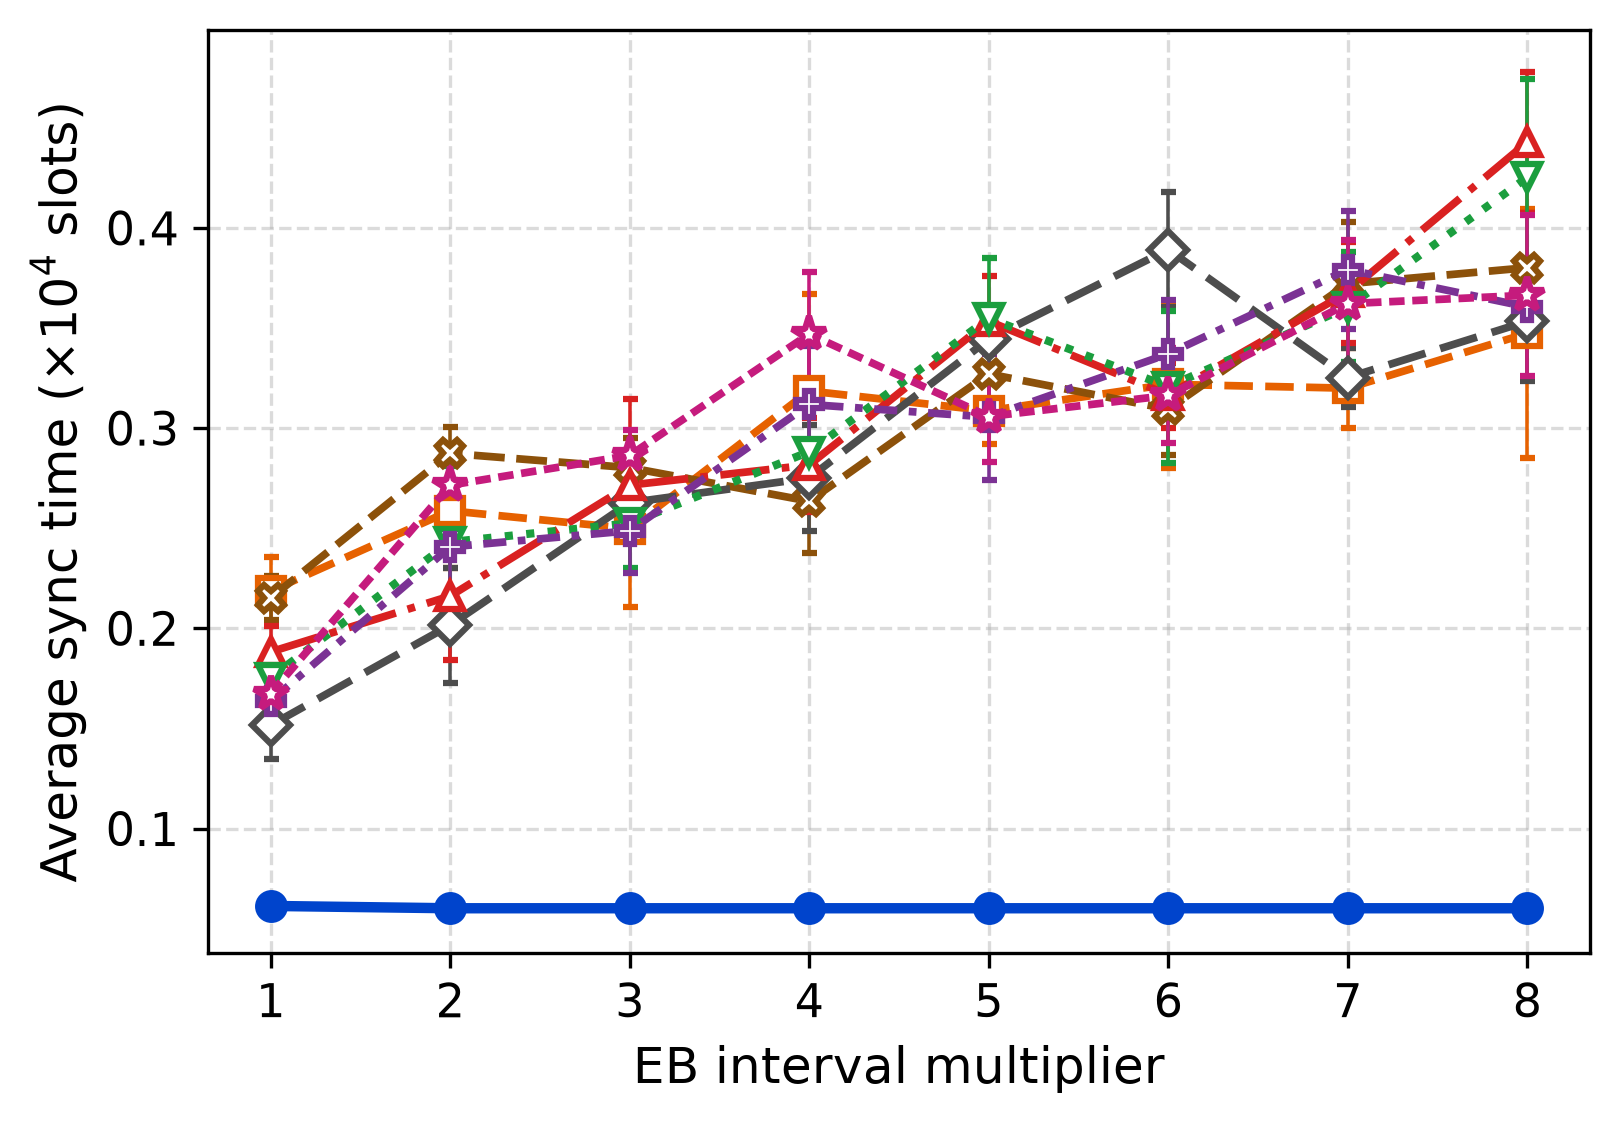 Average sync time (×10⁴ slots)
0.4
0.3
0.2
0.1
1 2 3 4 5 6 7 8
EB interval multiplier